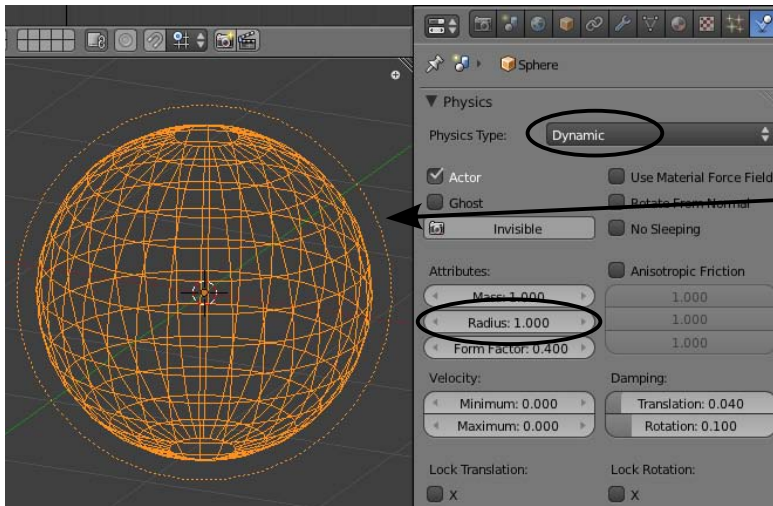 Sphere
Physics
Physics Type: Dynamic
Actor Use Material Force Field
Ghost Rotate From Normal
Invisible No Sleeping
Attributes: Anisotropic Friction
Mass: 1.000 1.000
Radius: 1.000 1.000
Form Factor: 0.400 1.000
Velocity: Damping:
Minimum: 0.000 Translation: 0.040
Maximum: 0.000 Rotation: 0.100
Lock Translation: Lock Rotation:
X X